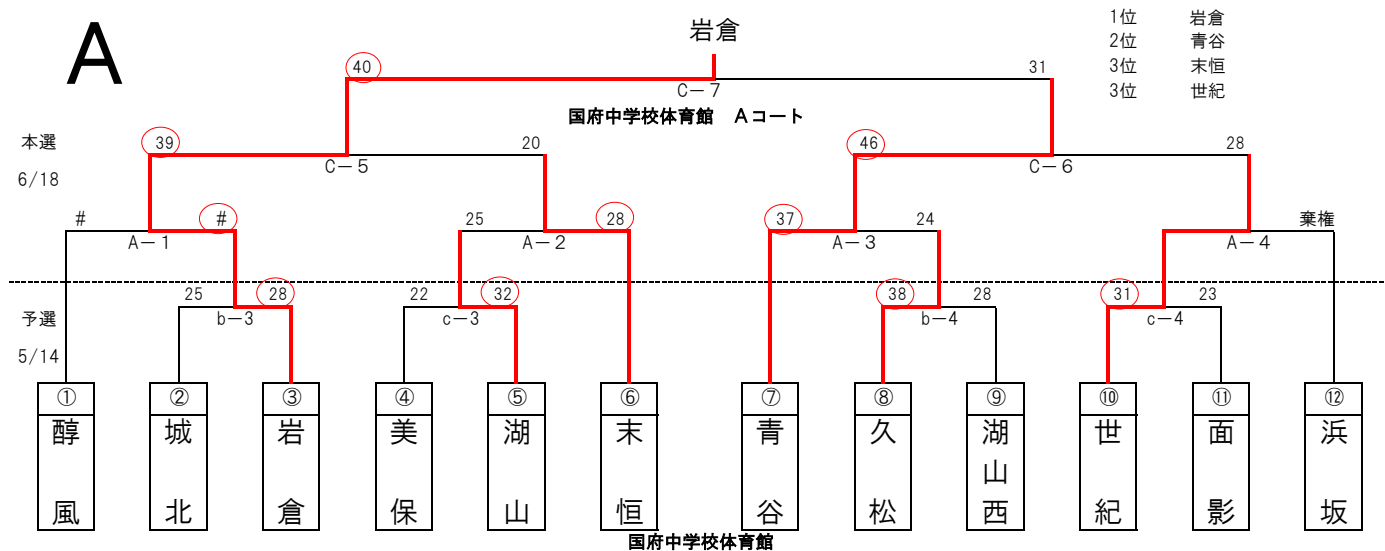 A
岩倉
1位 岩倉
2位 青谷
3位 末恒
3位 世紀
40 31
C－7
国府中学校体育館 Aコート
本選
6/18
39 20 46 28
C－5 C－6
# # 25 28 37 24 棄権
A－1 A－2 A－3 A－4
予選
5/14
25 28 22 32 38 28 31 23
b－3 c－3 b－4 c－4
① ② ③ ④ ⑤ ⑥ ⑦ ⑧ ⑨ ⑩ ⑪ ⑫
醇風 城北 岩倉 美保 湖山 末恒 青谷 久松 湖山西 世紀 面影 浜坂
国府中学校体育館